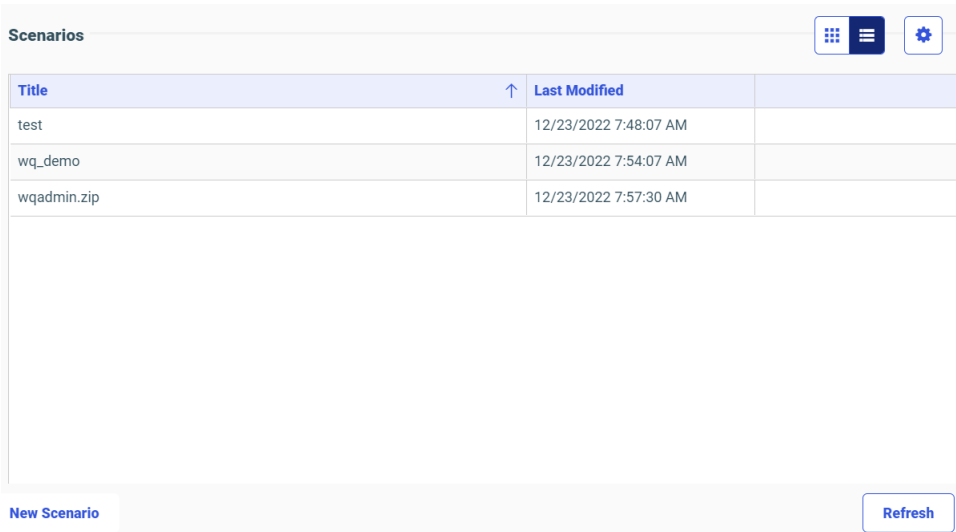 Scenarios
Title Last Modified
test 12/23/2022 7:48:07 AM
wq_demo 12/23/2022 7:54:07 AM
wqadmin.zip 12/23/2022 7:57:30 AM
New Scenario Refresh